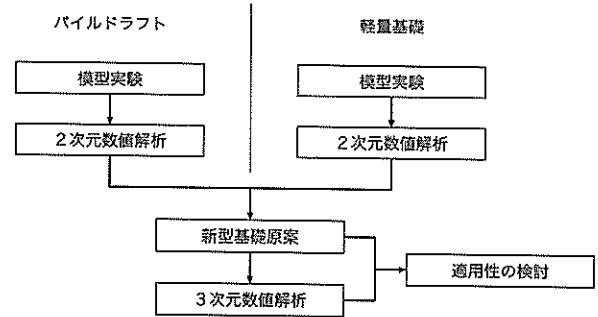 パイルドラフト
軽量基礎
模型実験
模型実験
2次元数値解析
2次元数値解析
新型基礎原案
適用性の検討
3次元数値解析